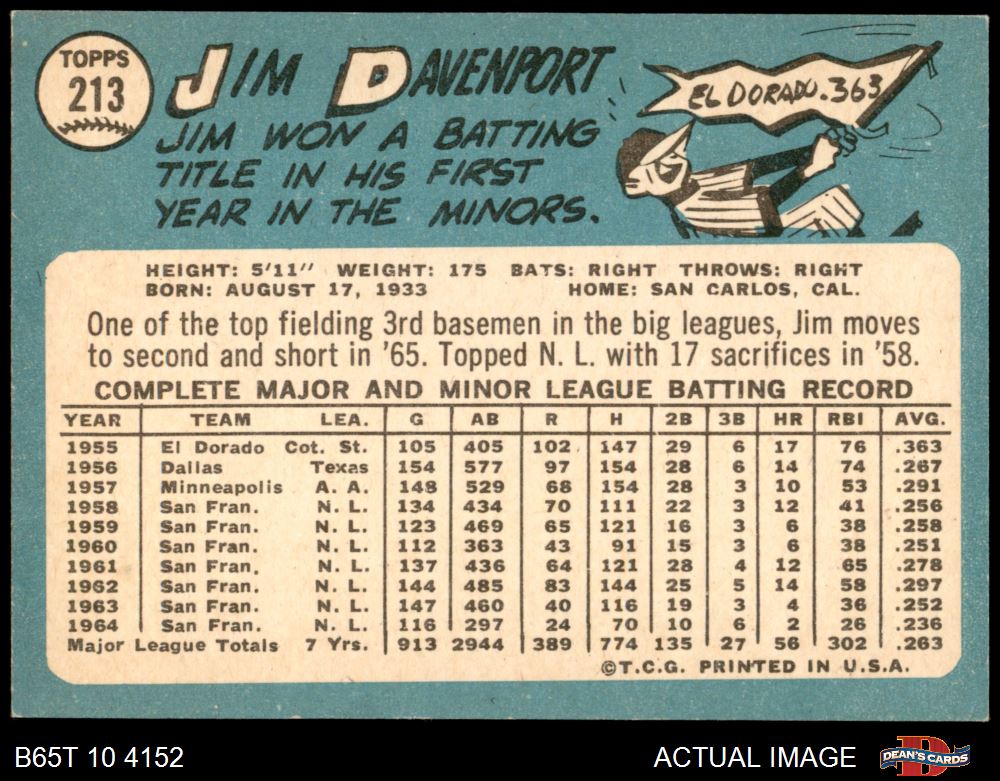 TOPPS
213
JIM DAVENPORT
JIM WON A BATTING
TITLE IN HIS FIRST
YEAR IN THE MINORS.
EL DORADO .363
HEIGHT: 5'11" WEIGHT: 175 BATS: RIGHT THROWS: RIGHT
BORN: AUGUST 17, 1933 HOME: SAN CARLOS, CAL.
One of the top fielding 3rd basemen in the big leagues, Jim moves
to second and short in '65. Topped N. L. with 17 sacrifices in '58.
COMPLETE MAJOR AND MINOR LEAGUE BATTING RECORD
YEAR TEAM LEA. G AB R H 2B 3B HR RBI AVG.
1955 El Dorado Cot. St. 105 405 102 147 29 6 17 76 .363
1956 Dallas Texas 154 577 97 154 28 6 14 74 .267
1957 Minneapolis A. A. 148 529 68 154 28 3 10 53 .291
1958 San Fran. N. L. 134 434 70 111 22 3 12 41 .256
1959 San Fran. N. L. 123 469 65 121 16 3 6 38 .258
1960 San Fran. N. L. 112 363 43 91 15 3 6 38 .251
1961 San Fran. N. L. 137 436 64 121 28 4 12 65 .278
1962 San Fran. N. L. 144 485 83 144 25 5 14 58 .297
1963 San Fran. N. L. 147 460 40 116 19 3 4 36 .252
1964 San Fran. N. L. 116 297 24 70 10 6 2 26 .236
Major League Totals 7 Yrs. 913 2944 389 774 135 27 56 302 .263
©T.C.G. PRINTED IN U.S.A.
B65T 10 4152
ACTUAL IMAGE
DEAN'S CARDS